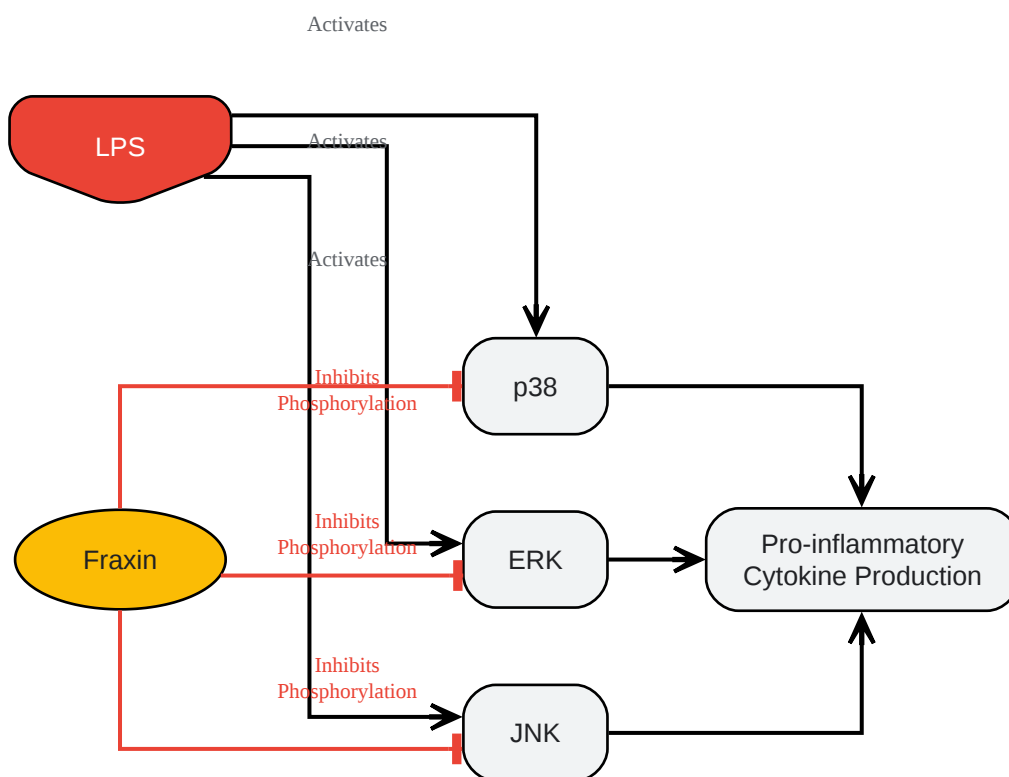 Activates
LPS
Activates
Activates
Inhibits
Phosphorylation
p38
Inhibits
Phosphorylation
Fraxin
ERK
Pro-inflammatory
Cytokine Production
Inhibits
Phosphorylation
JNK